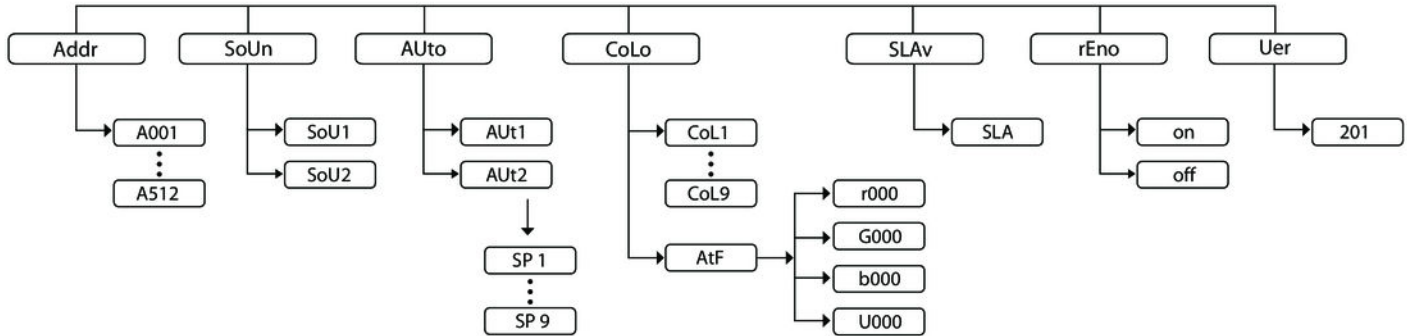 Addr
SoUn
AUto
CoLo
SLAv
rEno
Uer
A001
A512
SoU1
SoU2
AUt1
AUt2
SP 1
SP 9
CoL1
CoL9
AtF
r000
G000
b000
U000
SLA
on
off
201